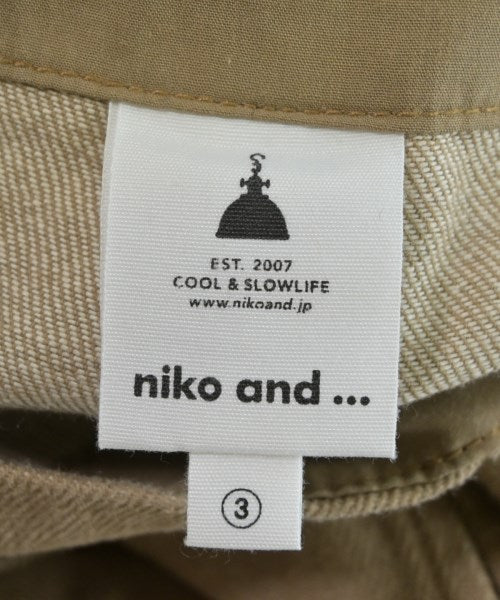 EST. 2007
COOL & SLOWLIFE
www.nikoand.jp
niko and ...
3